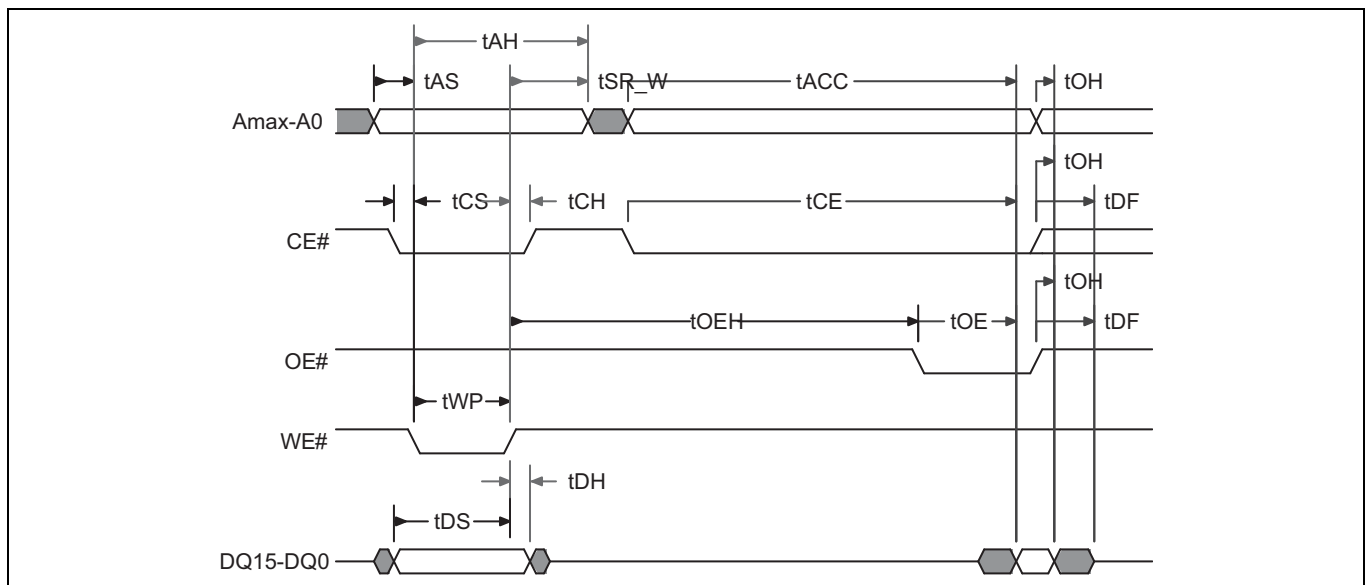 tAH
tAS
tSR_W
tACC
tOH
Amax-A0
tOH
tCS
tCH
tCE
tDF
CE#
tOH
tOEH
tOE
tDF
OE#
tWP
WE#
tDH
tDS
DQ15-DQ0